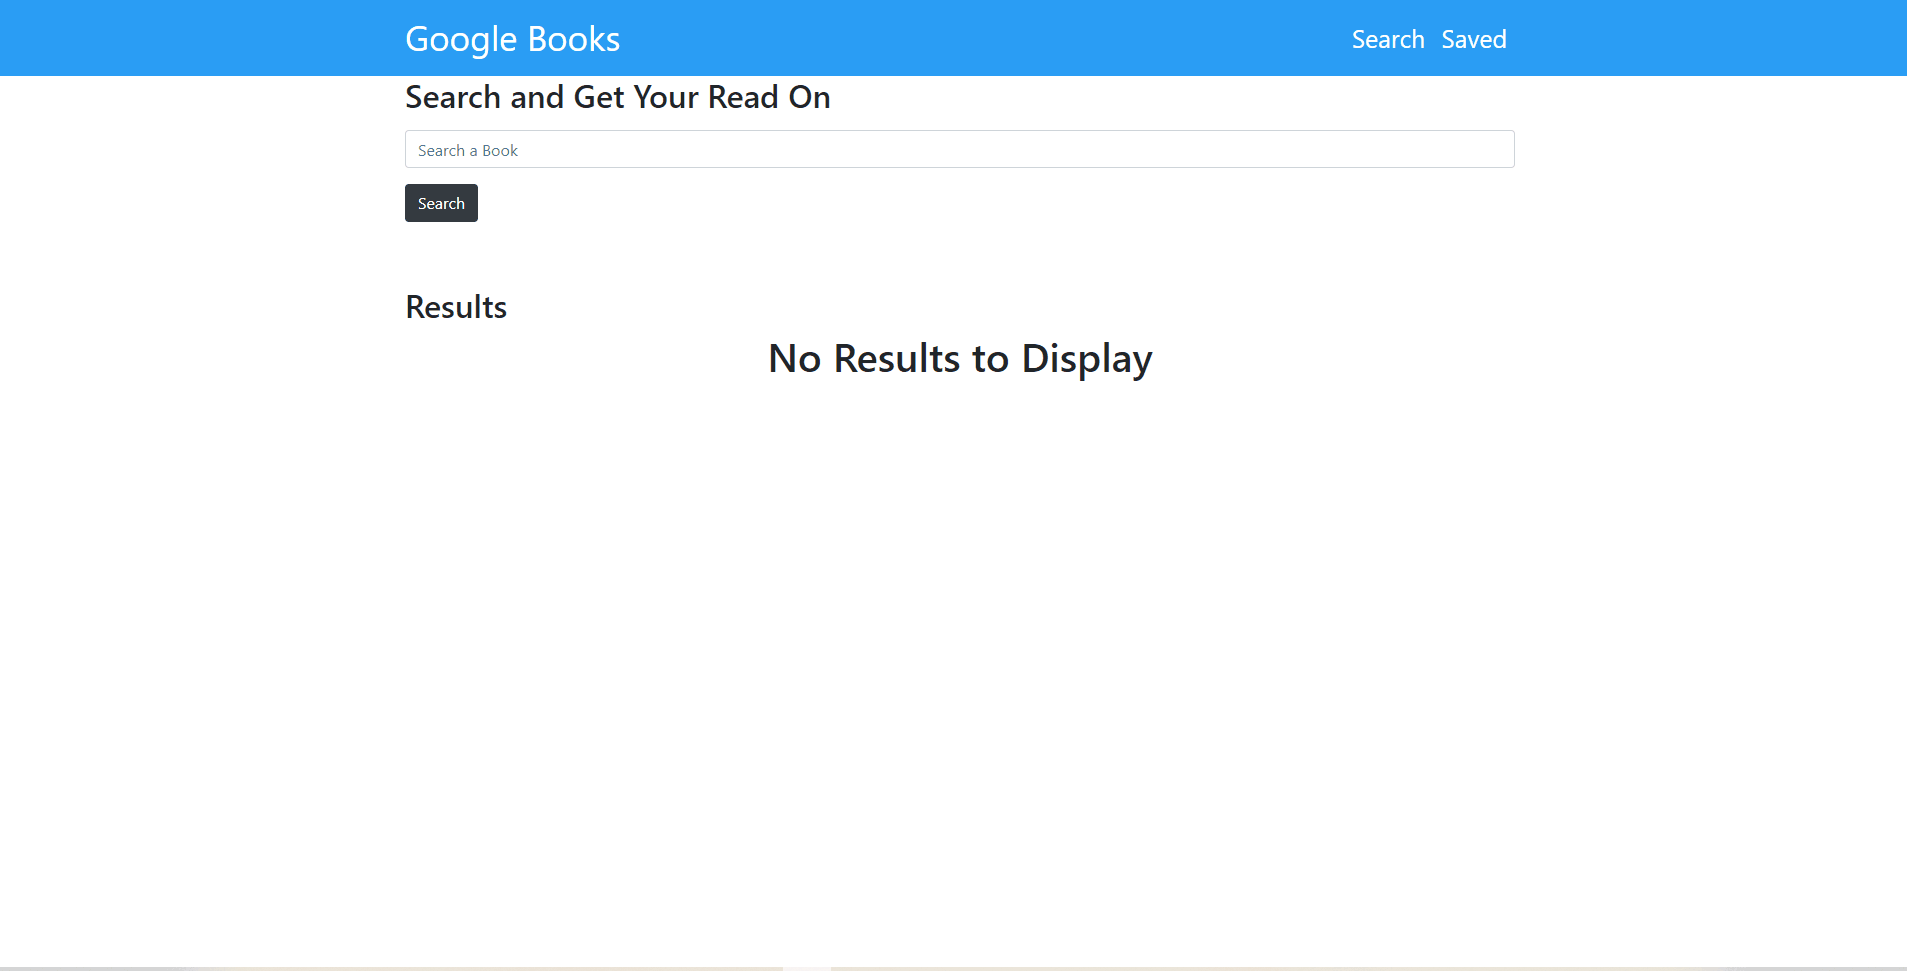 Google Books
Search Saved
Search and Get Your Read On
Search a Book
Search
Results
No Results to Display